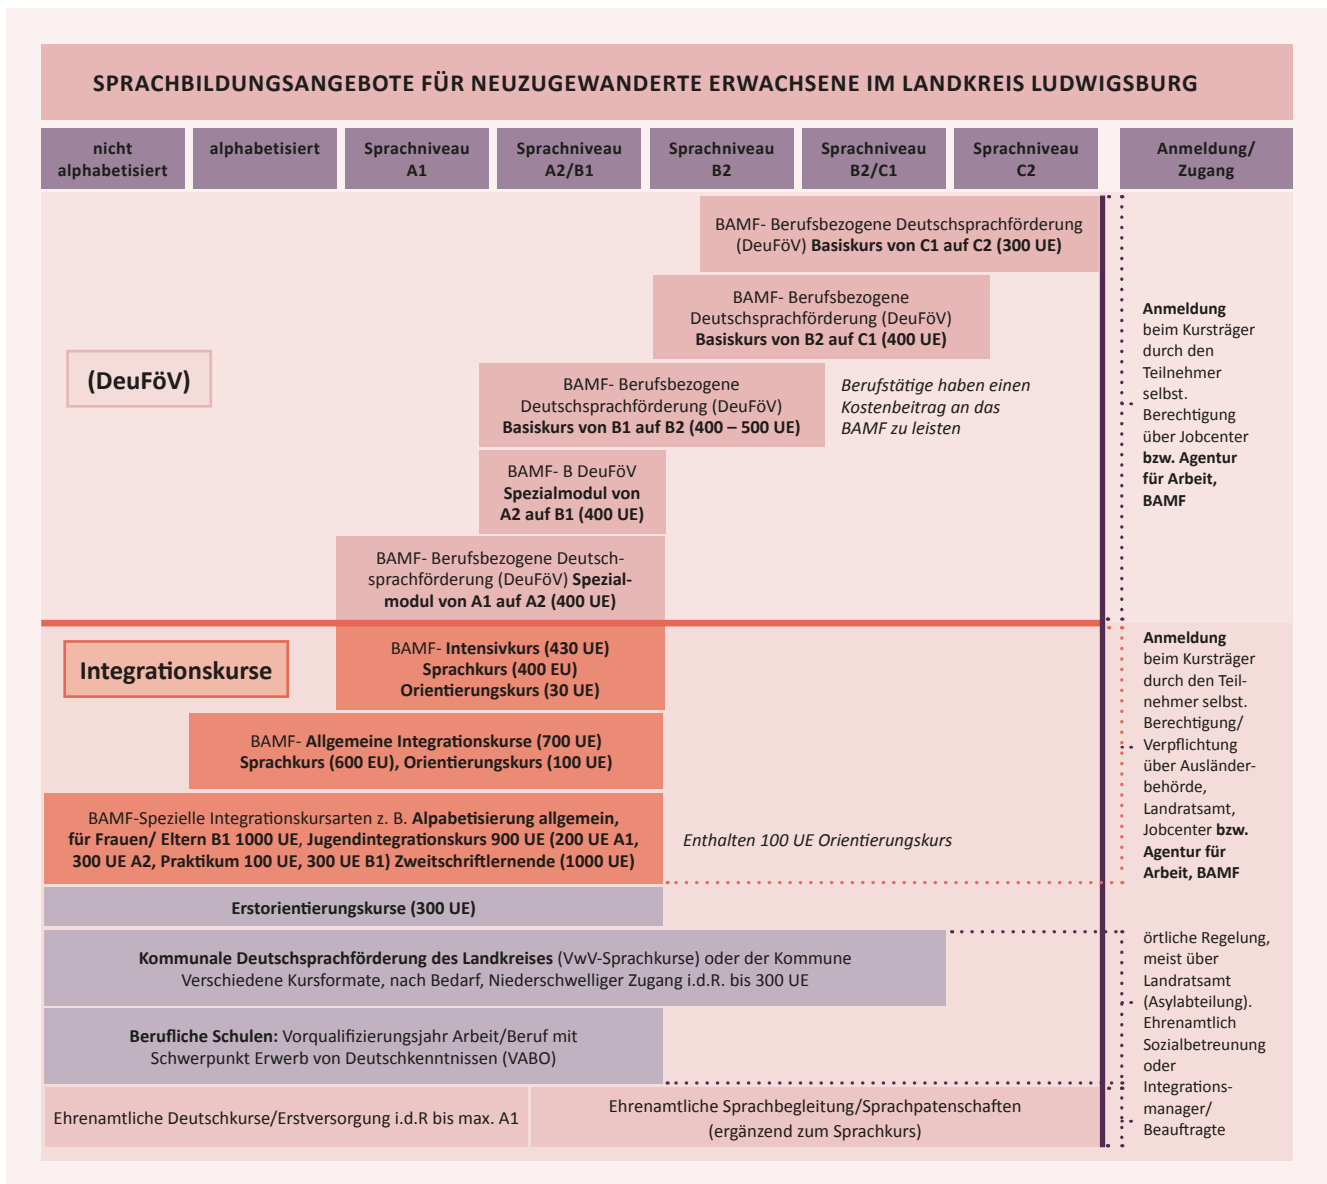 SPRACHBILDUNGSANGEBOTE FÜR NEUZUGEWANDERTE ERWACHSENE IM LANDKREIS LUDWIGSBURG
nicht
alphabetisiert
alphabetisiert
Sprachniveau
A1
Sprachniveau
A2/B1
Sprachniveau
B2
Sprachniveau
B2/C1
Sprachniveau
C2
Anmeldung/
Zugang
BAMF- Berufsbezogene Deutschsprachförderung
(DeuFöV) Basiskurs von C1 auf C2 (300 UE)
BAMF- Berufsbezogene
Deutschsprachförderung (DeuFöV)
Basiskurs von B2 auf C1 (400 UE)
(DeuFöV)
BAMF- Berufsbezogene
Deutschsprachförderung (DeuFöV)
Basiskurs von B1 auf B2 (400 – 500 UE)
Berufstätige haben einen
Kostenbeitrag an das
BAMF zu leisten
BAMF- B DeuFöV
Spezialmodul von
A2 auf B1 (400 UE)
BAMF- Berufsbezogene Deutsch-
sprachförderung (DeuFöV) Spezial-
modul von A1 auf A2 (400 UE)
Anmeldung
beim Kursträger
durch den
Teilnehmer
selbst.
Berechtigung
über Jobcenter
bzw. Agentur
für Arbeit,
BAMF
Integrationskurse
BAMF- Intensivkurs (430 UE)
Sprachkurs (400 EU)
Orientierungskurs (30 UE)
BAMF- Allgemeine Integrationskurse (700 UE)
Sprachkurs (600 EU), Orientierungskurs (100 UE)
BAMF-Spezielle Integrationskursarten z. B. Alpabetisierung allgemein,
für Frauen/ Eltern B1 1000 UE, Jugendintegrationskurs 900 UE (200 UE A1,
300 UE A2, Praktikum 100 UE, 300 UE B1) Zweitschriftlernende (1000 UE)
Enthalten 100 UE Orientierungskurs
Anmeldung
beim Kursträger
durch den Teil-
nehmer selbst.
Berechtigung/
Verpflichtung
über Ausländer-
behörde,
Landratsamt,
Jobcenter bzw.
Agentur für
Arbeit, BAMF
Erstorientierungskurse (300 UE)
Kommunale Deutschsprachförderung des Landkreises (VwV-Sprachkurse) oder der Kommune
Verschiedene Kursformate, nach Bedarf, Niederschwelliger Zugang i.d.R. bis 300 UE
Berufliche Schulen: Vorqualifizierungsjahr Arbeit/Beruf mit
Schwerpunkt Erwerb von Deutschkenntnissen (VABO)
Ehrenamtliche Deutschkurse/Erstversorgung i.d.R bis max. A1
Ehrenamtliche Sprachbegleitung/Sprachpatenschaften
(ergänzend zum Sprachkurs)
örtliche Regelung,
meist über
Landratsamt
(Asylabteilung).
Ehrenamtlich
Sozialbetreunung
oder
Integrations-
manager/
Beauftragte